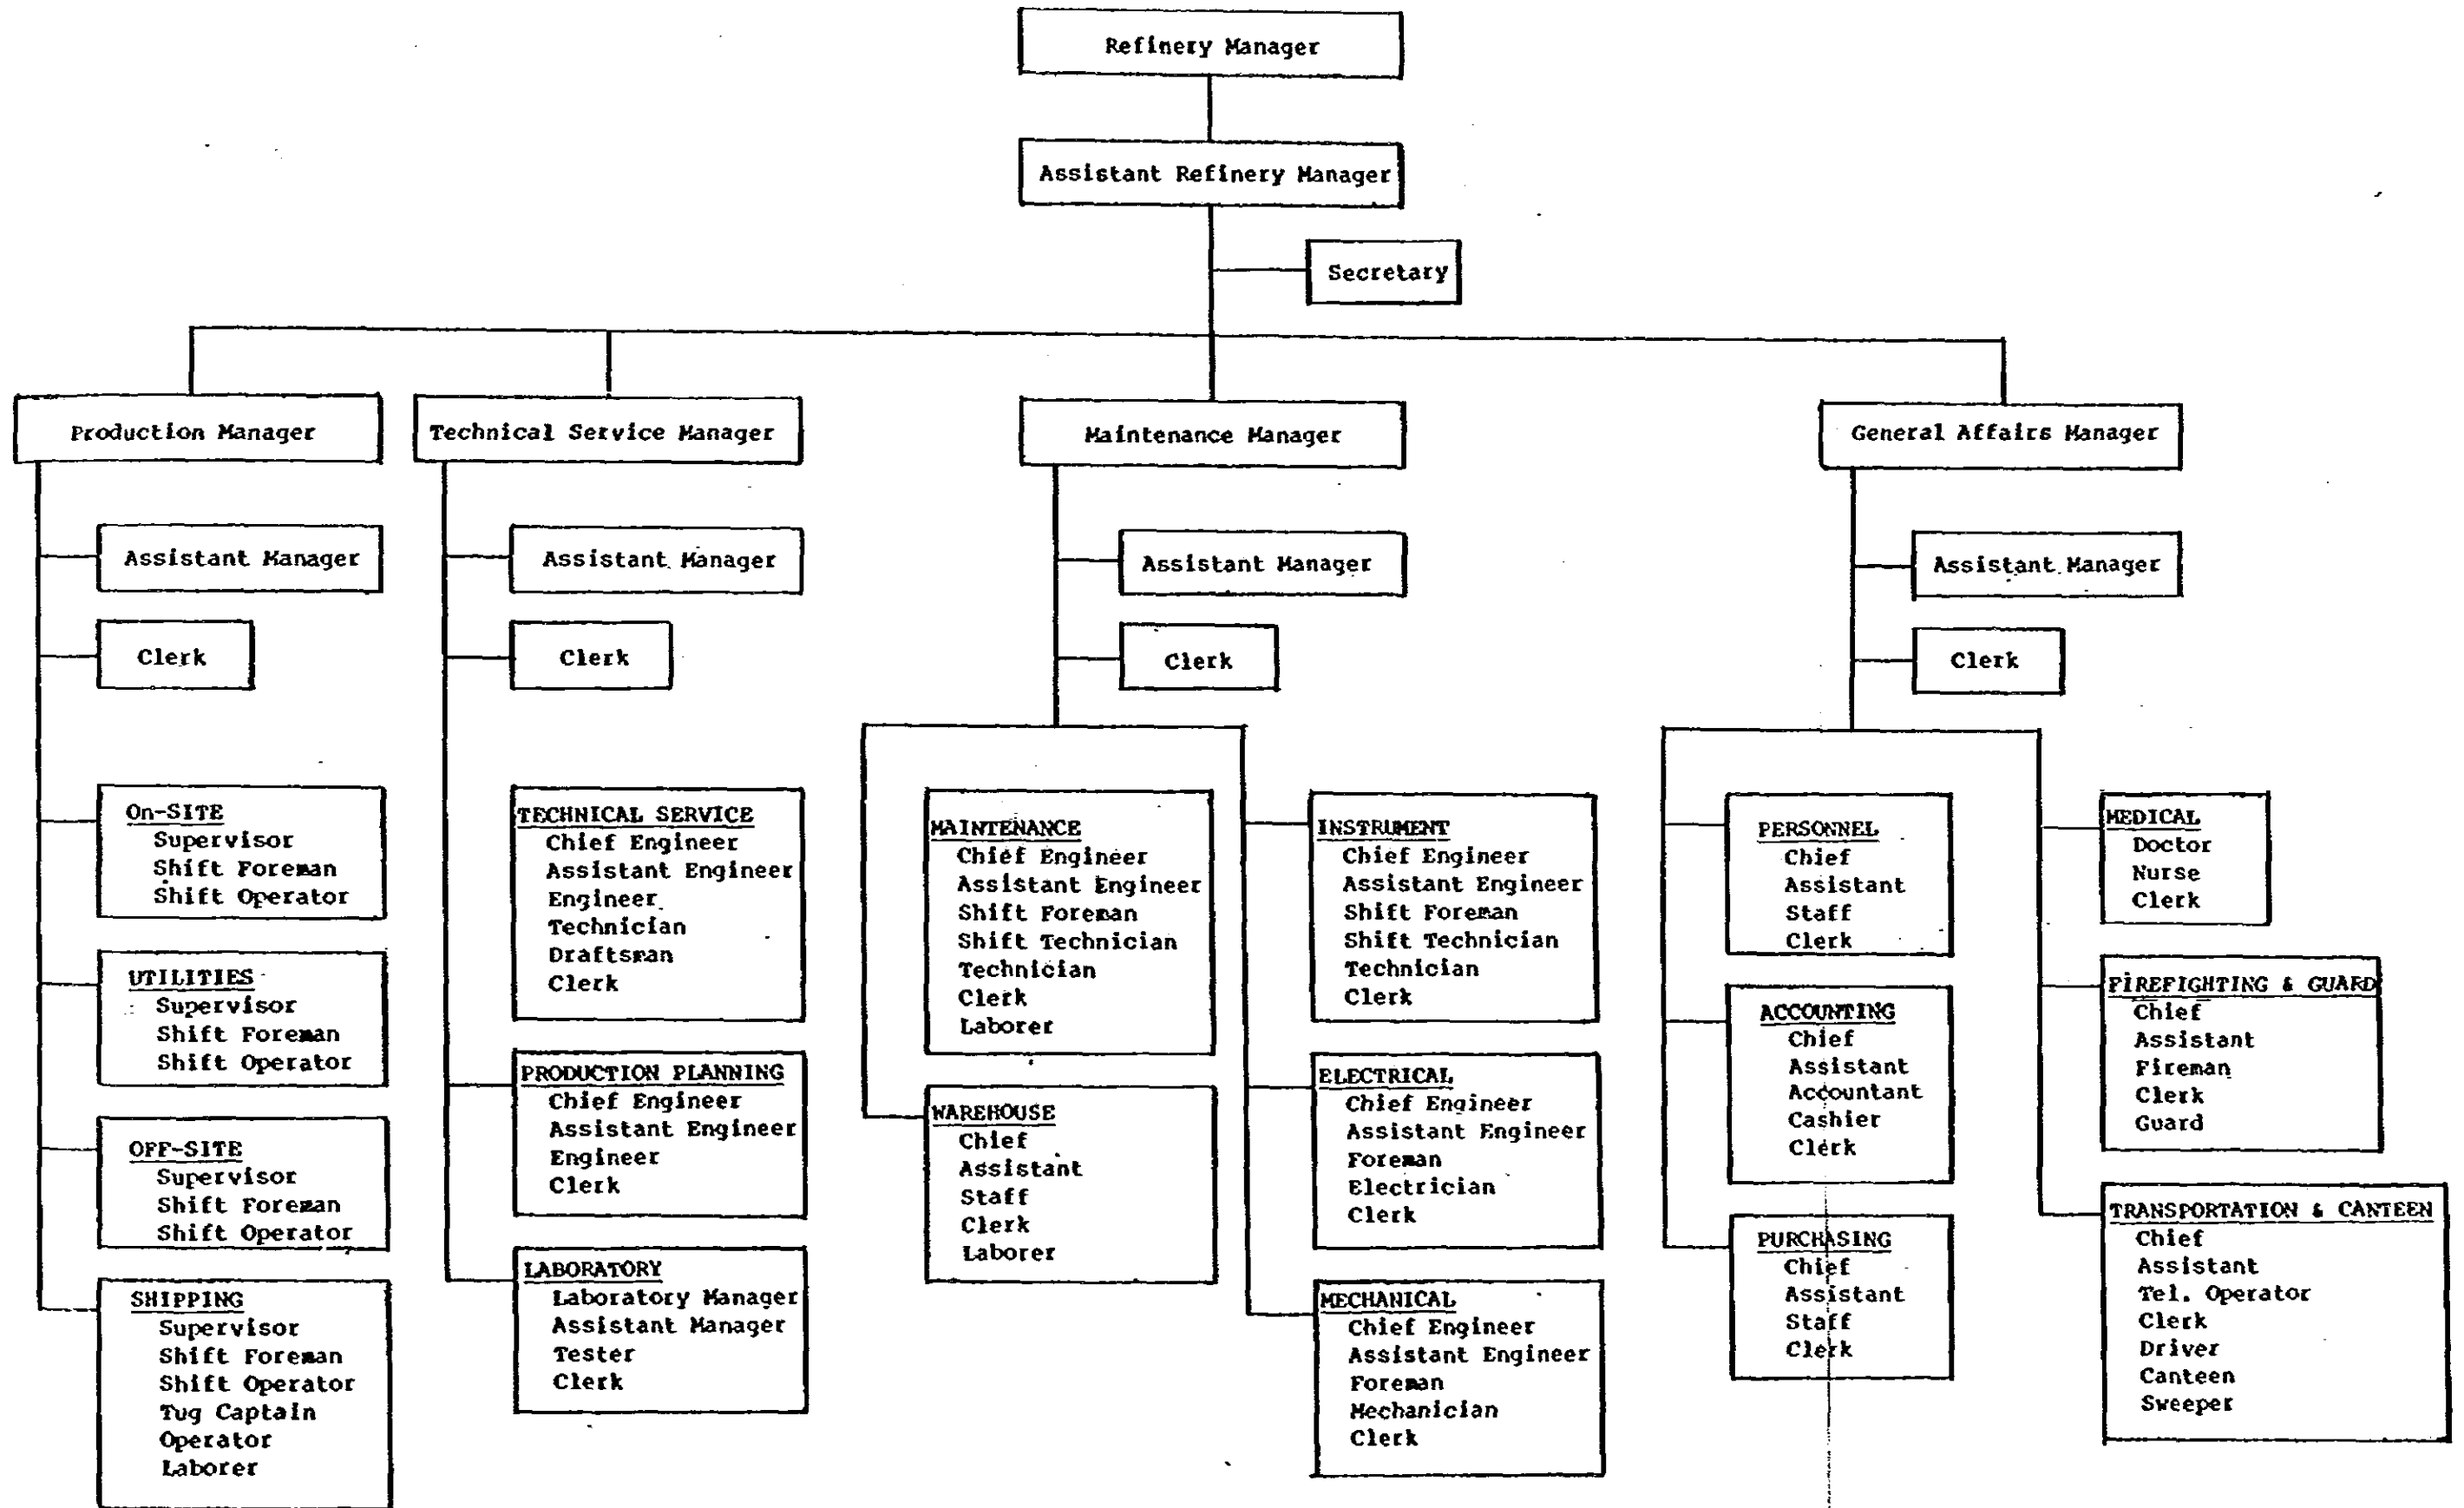 Refinery Manager
Assistant Refinery Manager
Secretary
Production Manager
Technical Service Manager
Maintenance Manager
General Affairs Manager
Assistant Manager
Clerk
On-SITE
Supervisor
Shift Foreman
Shift Operator
UTILITIES
Supervisor
Shift Foreman
Shift Operator
OFF-SITE
Supervisor
Shift Foreman
Shift Operator
SHIPPING
Supervisor
Shift Foreman
Shift Operator
Tug Captain
Operator
Laborer
Assistant Manager
Clerk
TECHNICAL SERVICE
Chief Engineer
Assistant Engineer
Engineer
Technician
Draftsman
Clerk
PRODUCTION PLANNING
Chief Engineer
Assistant Engineer
Engineer
Clerk
LABORATORY
Laboratory Manager
Assistant Manager
Tester
Clerk
Assistant Manager
Clerk
MAINTENANCE
Chief Engineer
Assistant Engineer
Shift Foreman
Shift Technician
Technician
Clerk
Laborer
WAREHOUSE
Chief
Assistant
Staff
Clerk
Laborer
INSTRUMENT
Chief Engineer
Assistant Engineer
Shift Foreman
Shift Technician
Technician
Clerk
ELECTRICAL
Chief Engineer
Assistant Engineer
Foreman
Electrician
Clerk
MECHANICAL
Chief Engineer
Assistant Engineer
Foreman
Mechanician
Clerk
Assistant Manager
Clerk
PERSONNEL
Chief
Assistant
Staff
Clerk
ACCOUNTING
Chief
Assistant
Accountant
Cashier
Clerk
PURCHASING
Chief
Assistant
Staff
Clerk
MEDICAL
Doctor
Nurse
Clerk
FIREFIGHTING & GUARD
Chief
Assistant
Fireman
Clerk
Guard
TRANSPORTATION & CANTEEN
Chief
Assistant
Tel. Operator
Clerk
Driver
Canteen
Sweeper